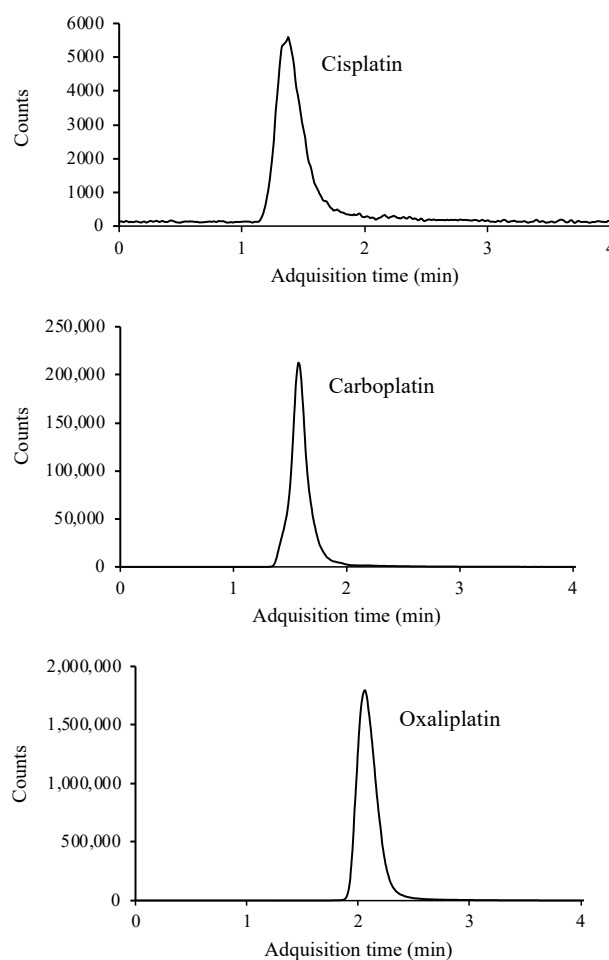 6000
5000
4000
3000
2000
1000
0
Counts
Cisplatin
0 1 2 3 4
Adquisition time (min)
250,000
200,000
150,000
100,000
50,000
0
Counts
Carboplatin
0 1 2 3 4
Adquisition time (min)
2,000,000
1,500,000
1,000,000
500,000
0
Counts
Oxaliplatin
0 1 2 3 4
Adquisition time (min)